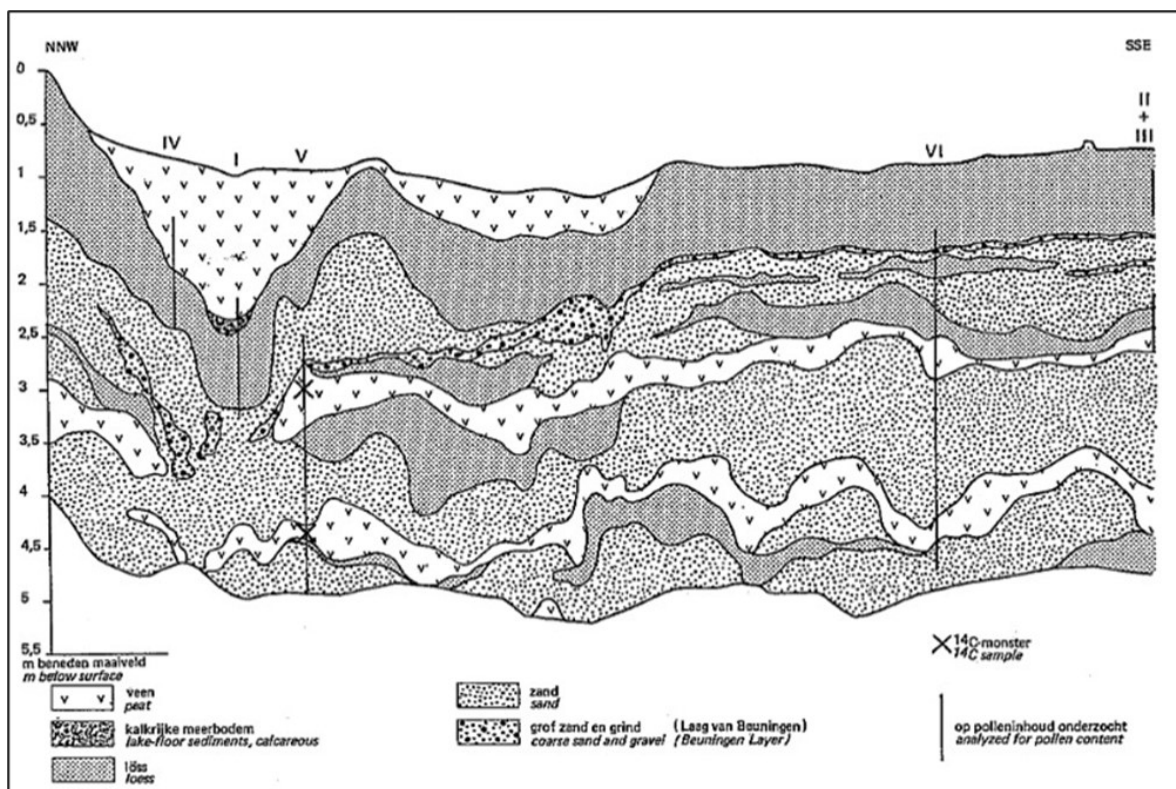 NNW
SSE
0
0,5
1
1,5
2
2,5
3
3,5
4
4,5
5
5,5
IV
I
V
VI
II
+
III
m beneden maaiveld
m below surface
veen
peat
kalkrijke meerbodem
lake-floor sediments, calcareous
löss
loess
zand
sand
grof zand en grind (Laag van Beuningen)
coarse sand and gravel (Beuningen Layer)
14C-monster
14C sample
op polleninhoud onderzocht
analyzed for pollen content